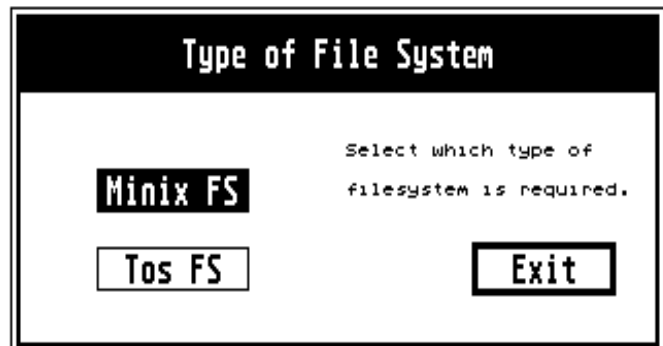 Type of File System
Select which type of
Minix FS
filesystem is required.
Tos FS
Exit